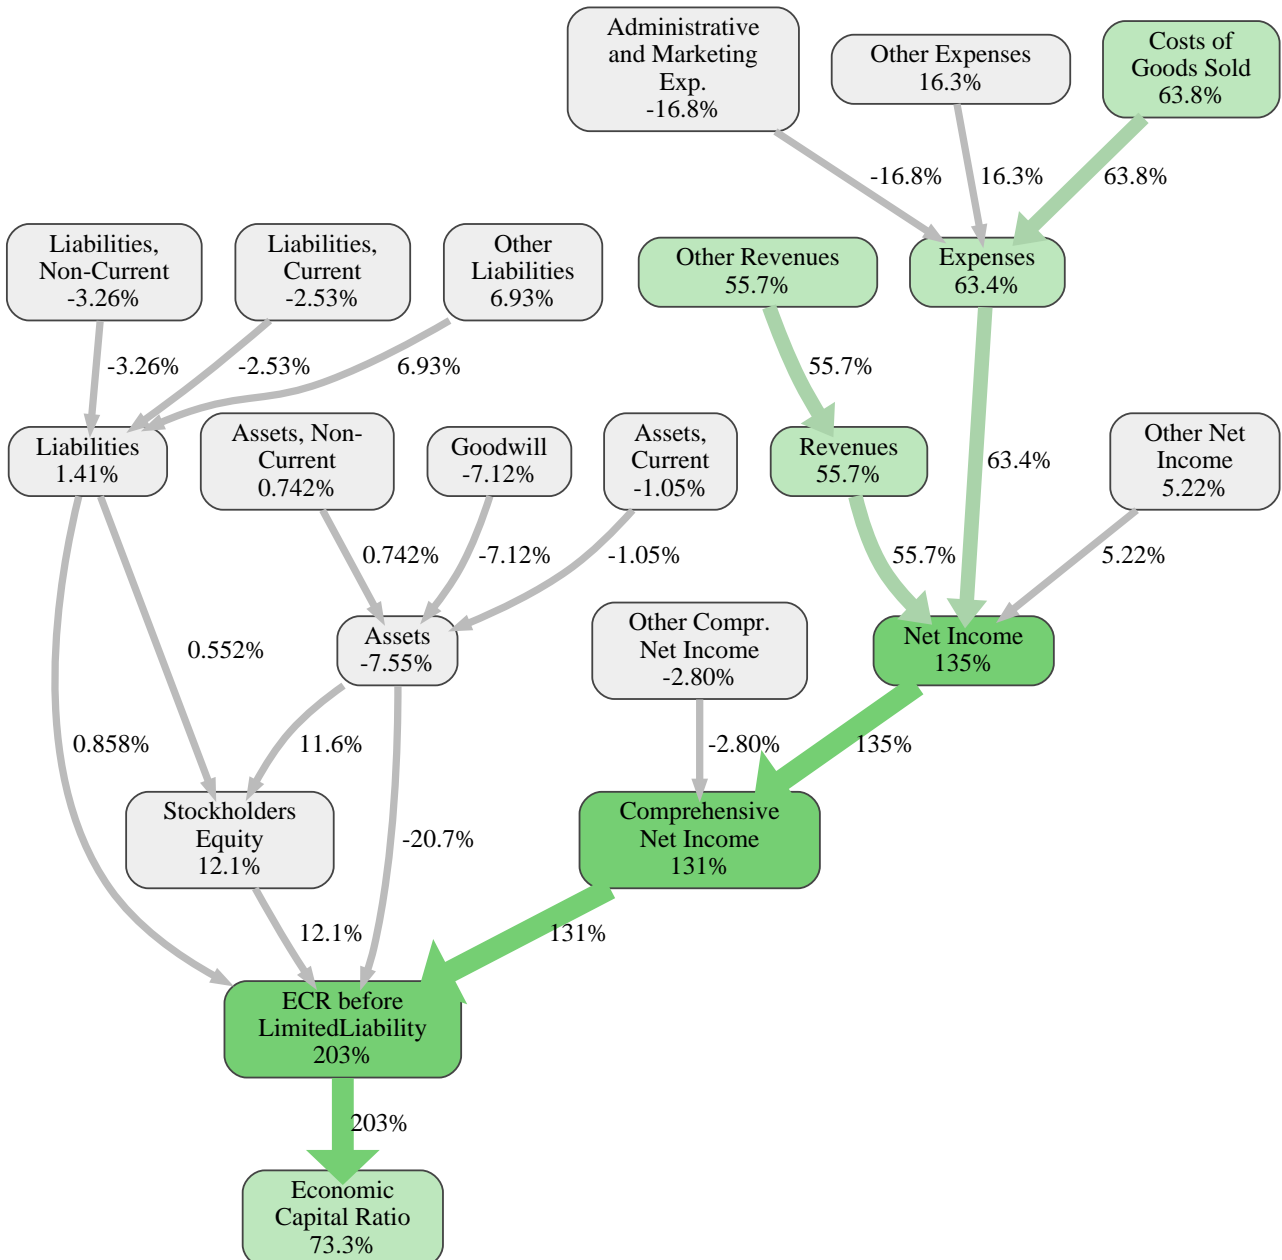 Administrative
and Marketing
Exp.
-16.8%
Other Expenses
16.3%
Costs of
Goods Sold
63.8%
-16.8%
16.3%
63.8%
Liabilities,
Non-Current
-3.26%
Liabilities,
Current
-2.53%
Other
Liabilities
6.93%
Other Revenues
55.7%
Expenses
63.4%
-3.26%
-2.53%
6.93%
55.7%
63.4%
Liabilities
1.41%
Assets, Non-
Current
0.742%
Goodwill
-7.12%
Assets,
Current
-1.05%
Revenues
55.7%
Other Net
Income
5.22%
0.742%
-7.12%
-1.05%
55.7%
5.22%
0.552%
Assets
-7.55%
Other Compr.
Net Income
-2.80%
Net Income
135%
0.858%
11.6%
-2.80%
135%
Stockholders
Equity
12.1%
-20.7%
Comprehensive
Net Income
131%
12.1%
131%
ECR before
LimitedLiability
203%
203%
Economic
Capital Ratio
73.3%